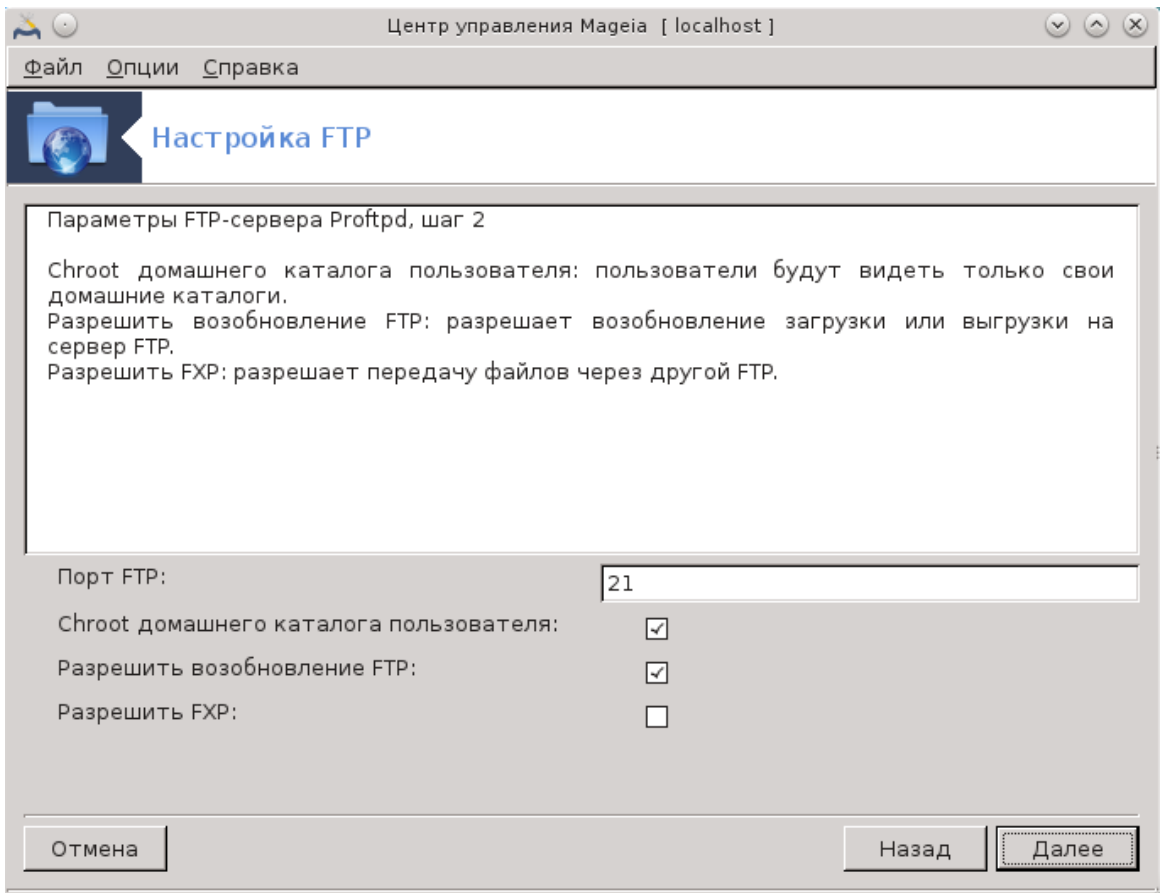 Центр управления Mageia [ localhost ]
Файл Опции Справка
Настройка FTP
Параметры FTP-сервера Proftpd, шаг 2
Chroot домашнего каталога пользователя: пользователи будут видеть только свои
домашние каталоги.
Разрешить возобновление FTP: разрешает возобновление загрузки или выгрузки на
сервер FTP.
Разрешить FXP: разрешает передачу файлов через другой FTP.
Порт FTP: 21
Chroot домашнего каталога пользователя:
Разрешить возобновление FTP:
Разрешить FXP:
Отмена Назад Далее